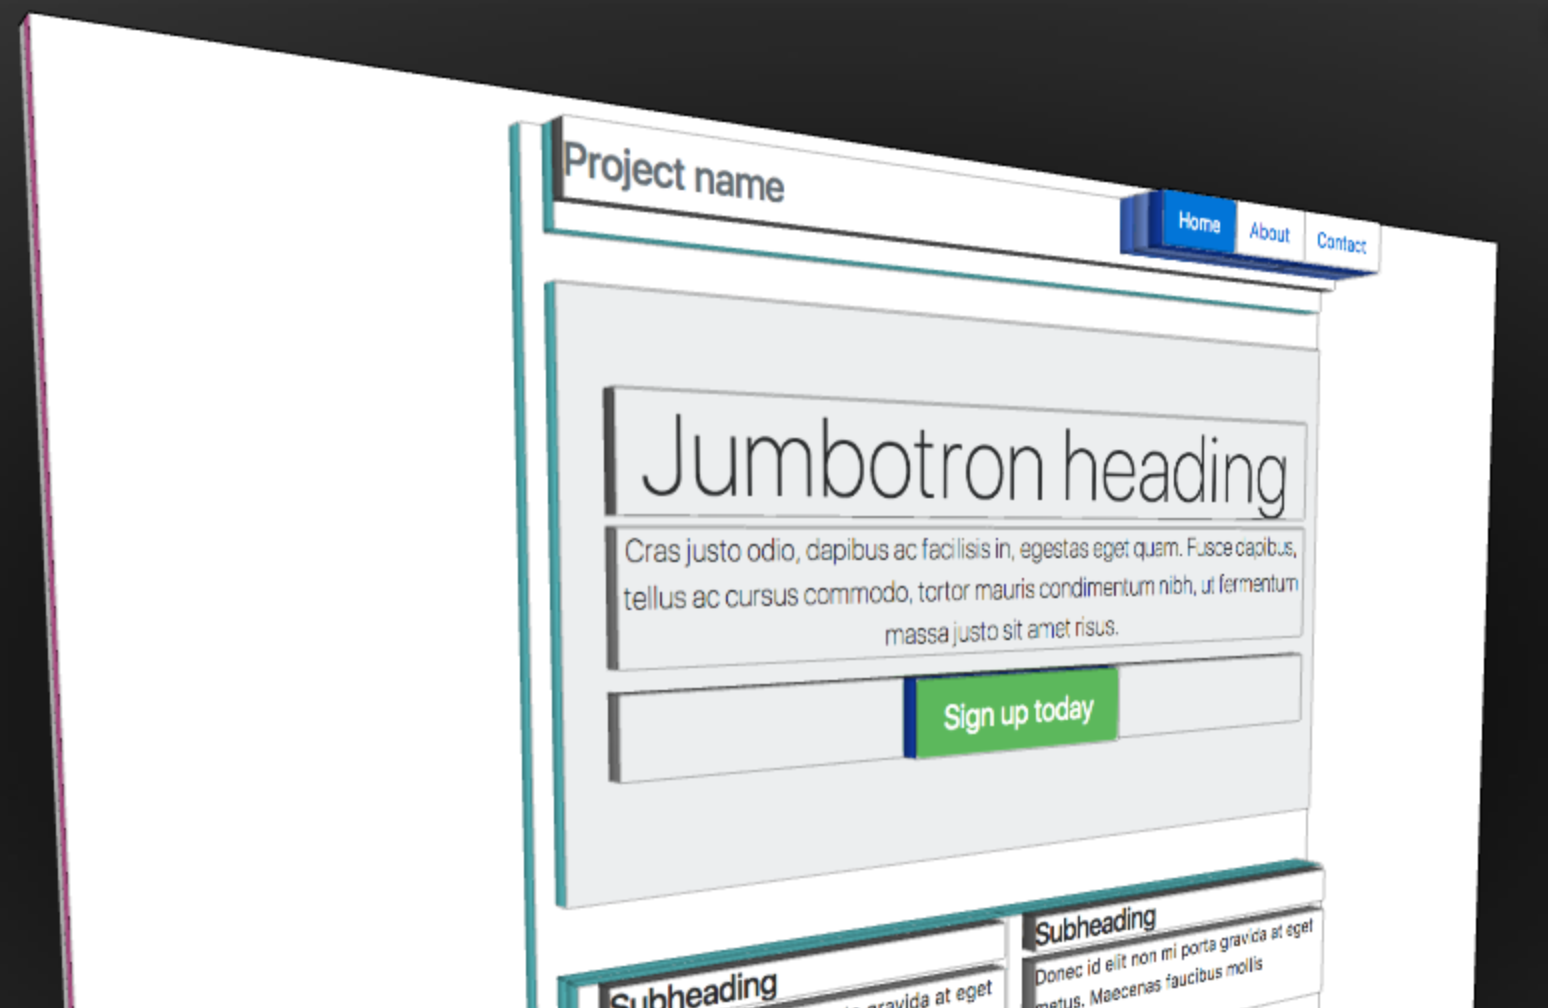 Project name
Home About Contact
Jumbotron heading
Cras justo odio, dapibus ac facilisis in, egestas eget quam. Fusce dapibus,
tellus ac cursus commodo, tortor mauris condimentum nibh, ut fermentum
massa justo sit amet risus.
Sign up today
Subheading
gravida at eget
Subheading
Donec id elit non mi porta gravida at eget
metus. Maecenas faucibus mollis